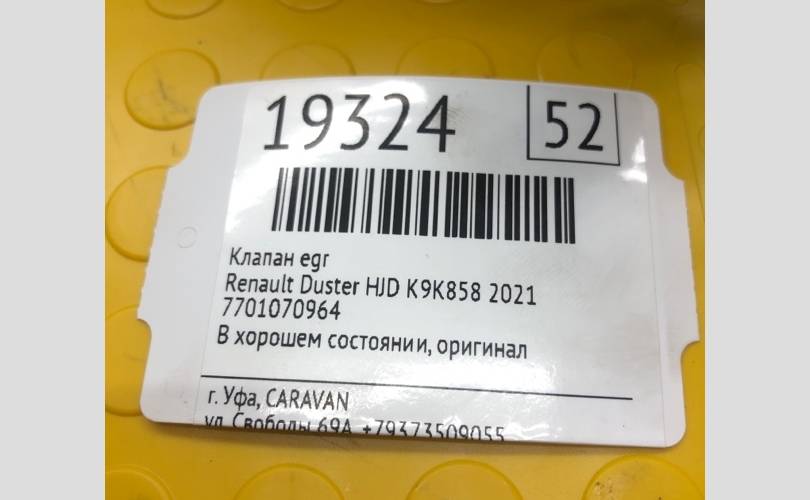 19324
52
Клапан egr
Renault Duster HJD K9K858 2021
7701070964
В хорошем состоянии, оригинал
г. Уфа, CARAVAN
ул. Свободы 69А, +79373509055